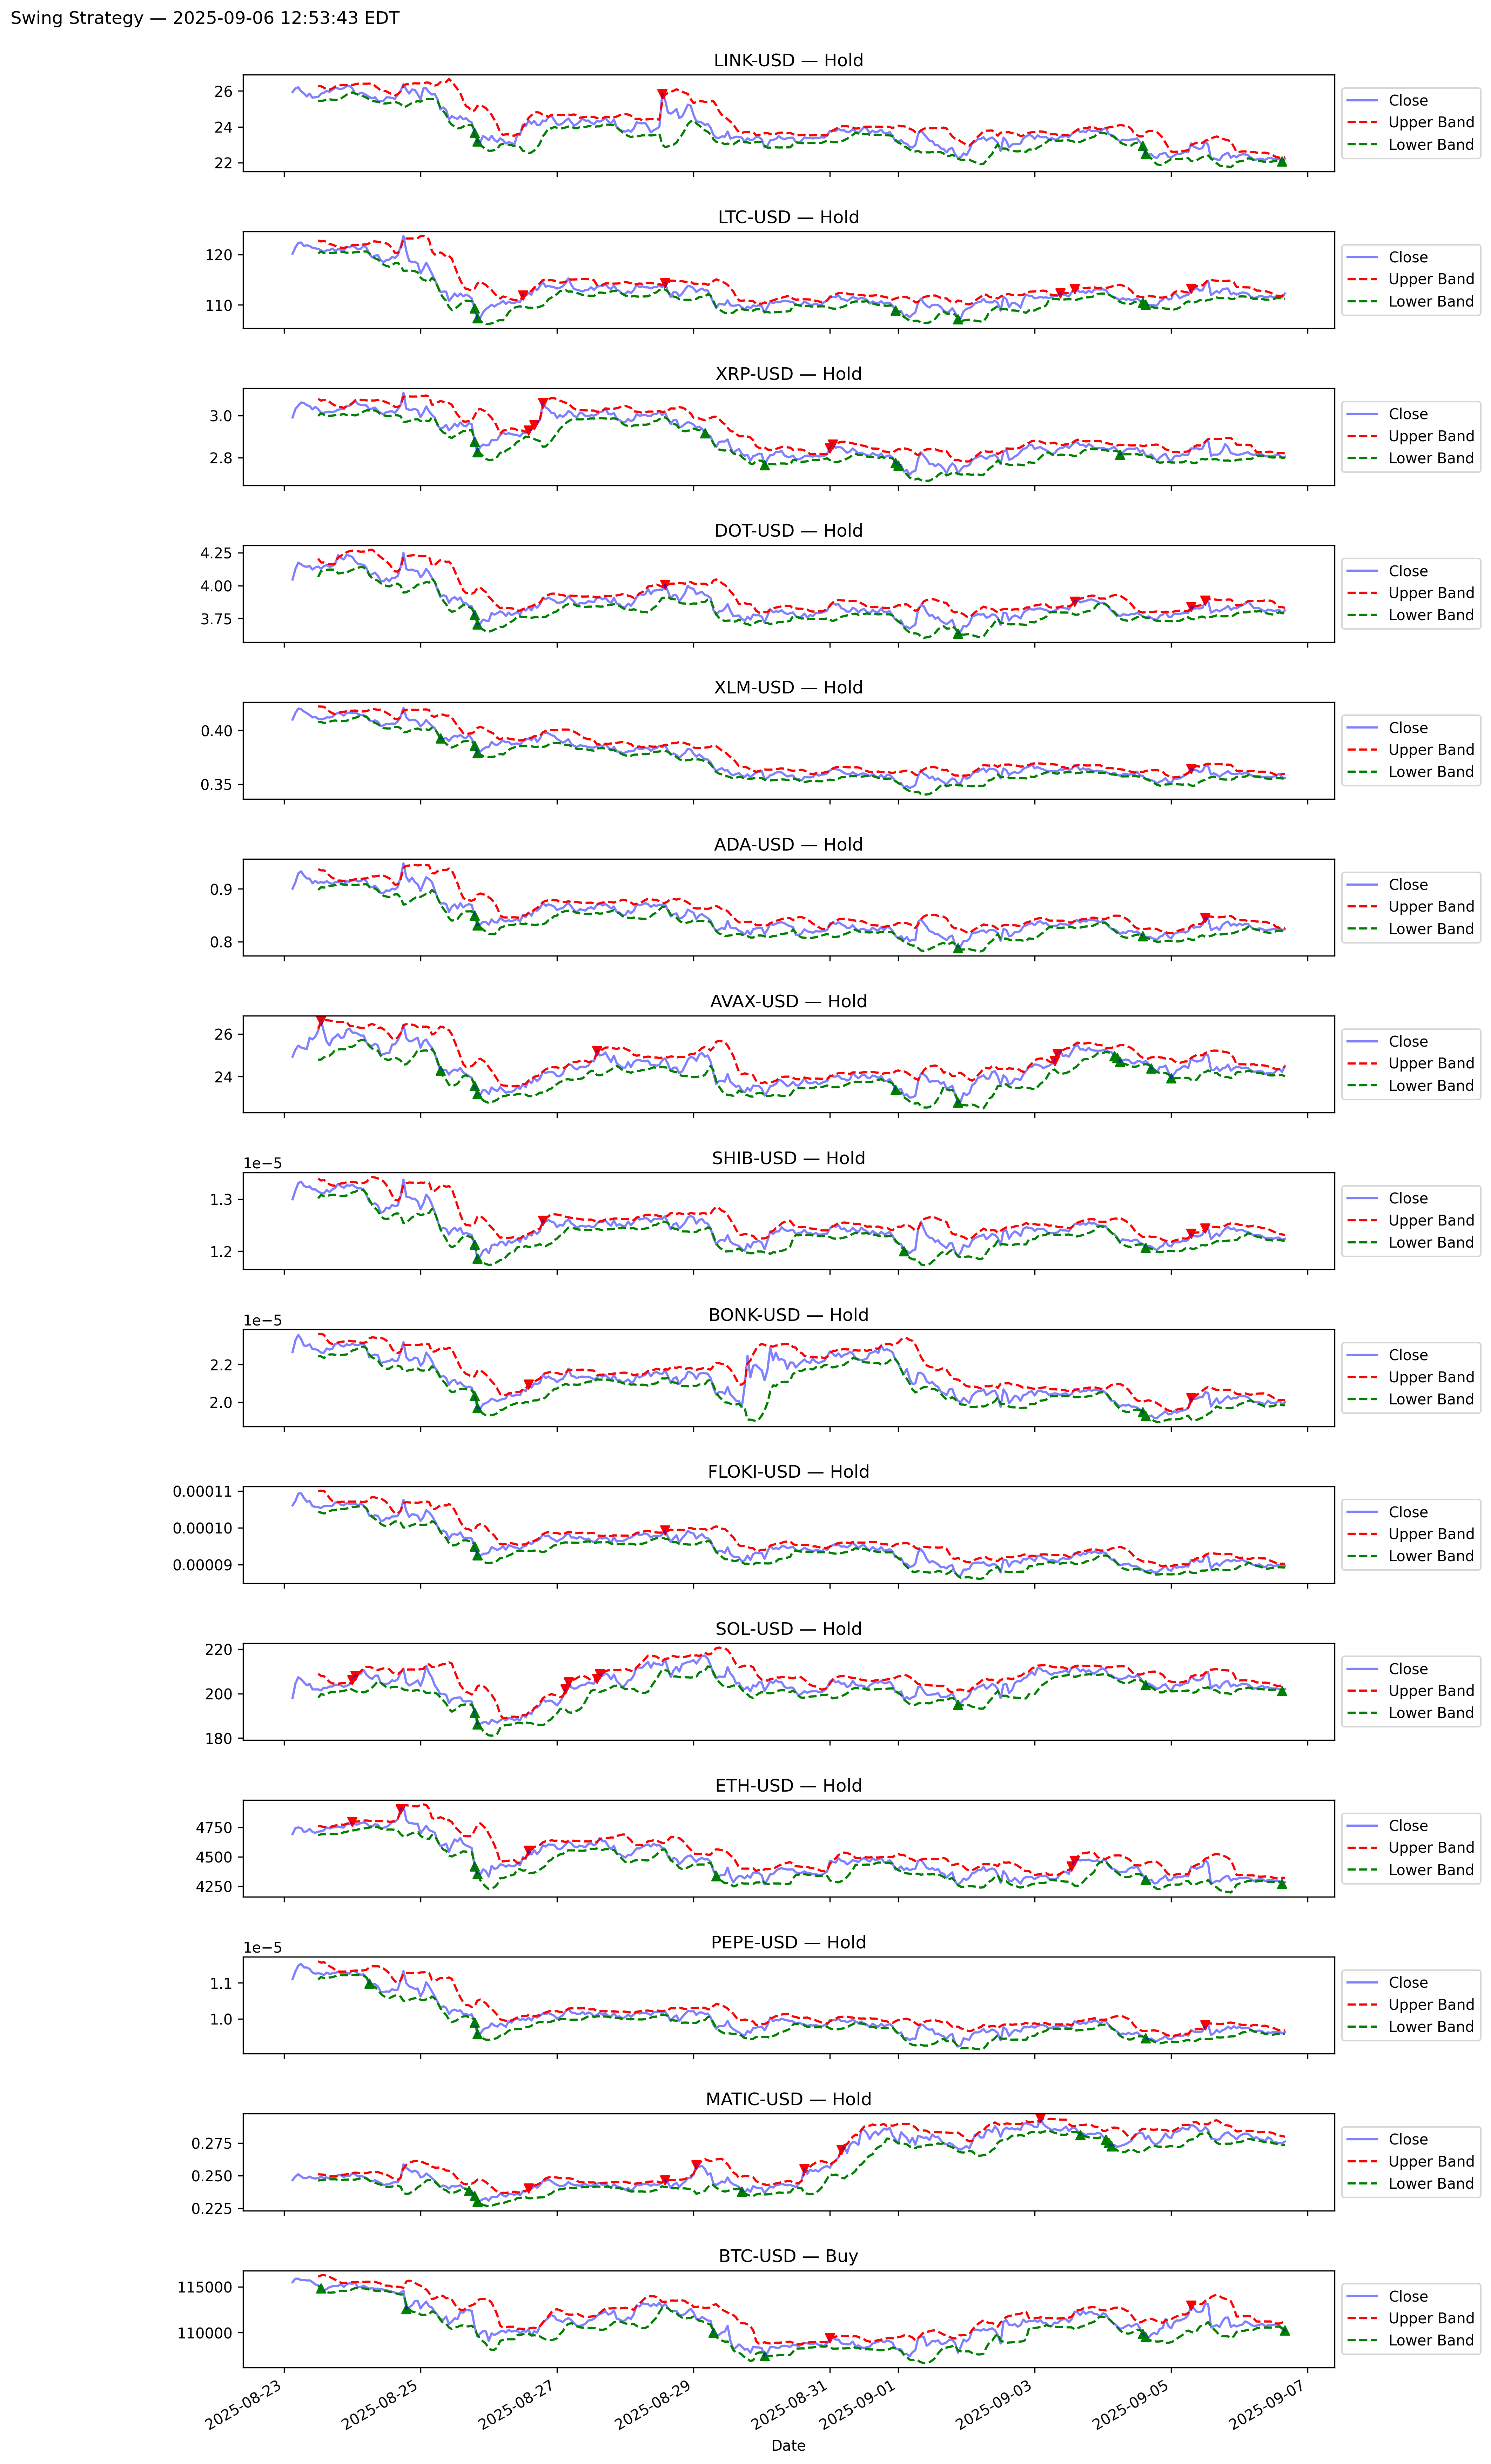 Swing Strategy — 2025-09-06 12:53:43 EDT
LINK-USD — Hold
26
24
22
Close
Upper Band
Lower Band
LTC-USD — Hold
120
110
Close
Upper Band
Lower Band
XRP-USD — Hold
3.0
2.8
Close
Upper Band
Lower Band
DOT-USD — Hold
4.25
4.00
3.75
Close
Upper Band
Lower Band
XLM-USD — Hold
0.40
0.35
Close
Upper Band
Lower Band
ADA-USD — Hold
0.9
0.8
Close
Upper Band
Lower Band
AVAX-USD — Hold
26
24
Close
Upper Band
Lower Band
SHIB-USD — Hold
1e−5
1.3
1.2
Close
Upper Band
Lower Band
BONK-USD — Hold
1e−5
2.2
2.0
Close
Upper Band
Lower Band
FLOKI-USD — Hold
0.00011
0.00010
0.00009
Close
Upper Band
Lower Band
SOL-USD — Hold
220
200
180
Close
Upper Band
Lower Band
ETH-USD — Hold
4750
4500
4250
Close
Upper Band
Lower Band
PEPE-USD — Hold
1e−5
1.1
1.0
Close
Upper Band
Lower Band
MATIC-USD — Hold
0.275
0.250
0.225
Close
Upper Band
Lower Band
BTC-USD — Buy
115000
110000
Close
Upper Band
Lower Band
2025-08-23
2025-08-25
2025-08-27
2025-08-29
2025-08-31
2025-09-01
2025-09-03
2025-09-05
2025-09-07
Date